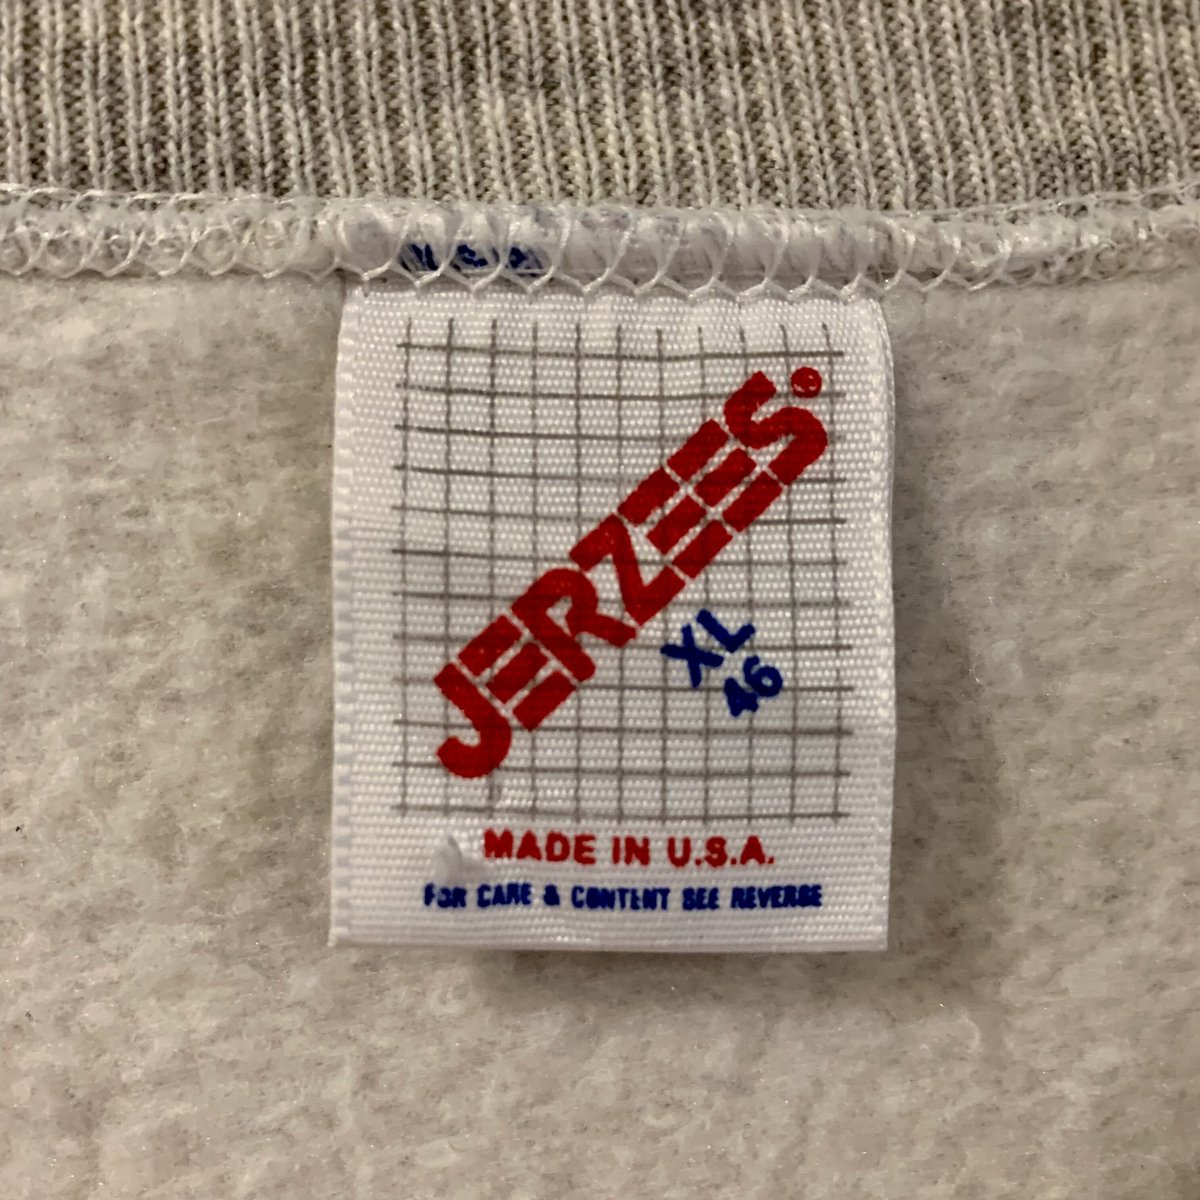 JERZEES®
XL
46
MADE IN U.S.A.
FOR CARE & CONTENT SEE REVERSE